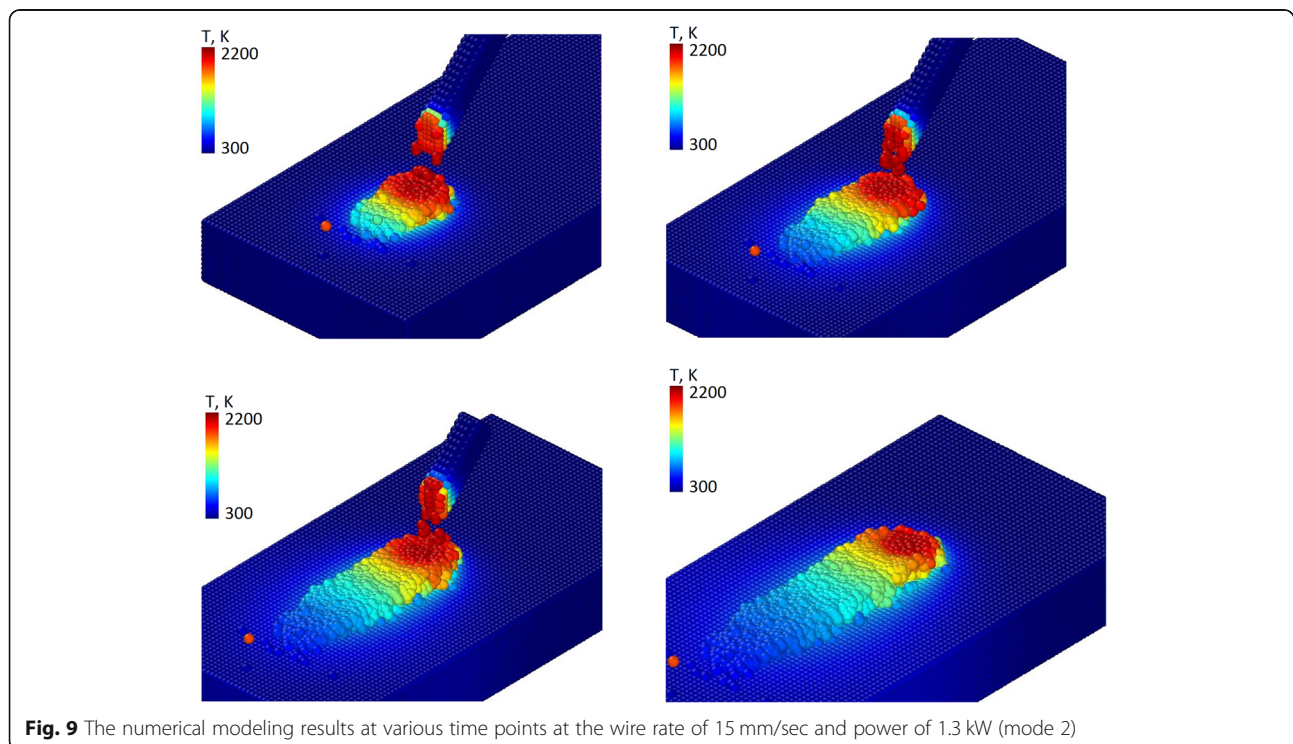 T, K
2200
300
T, K
2200
300
T, K
2200
300
T, K
2200
300
Fig. 9 The numerical modeling results at various time points at the wire rate of 15 mm/sec and power of 1.3 kW (mode 2)